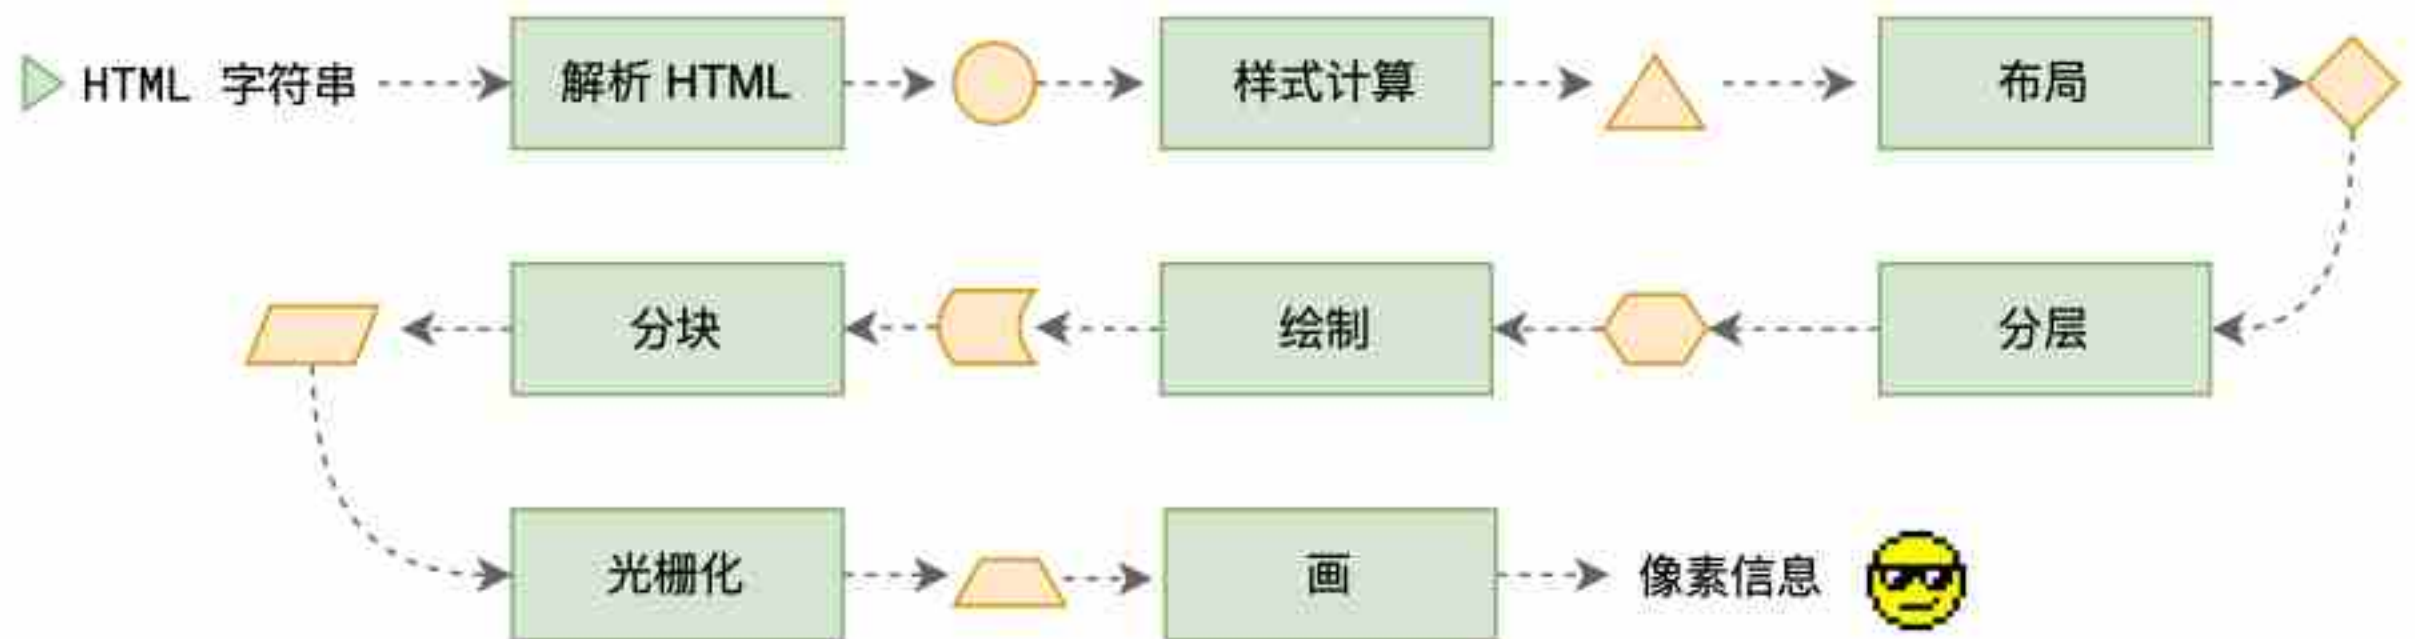 HTML 字符串
解析 HTML
样式计算
布局
分层
绘制
分块
光栅化
画
像素信息